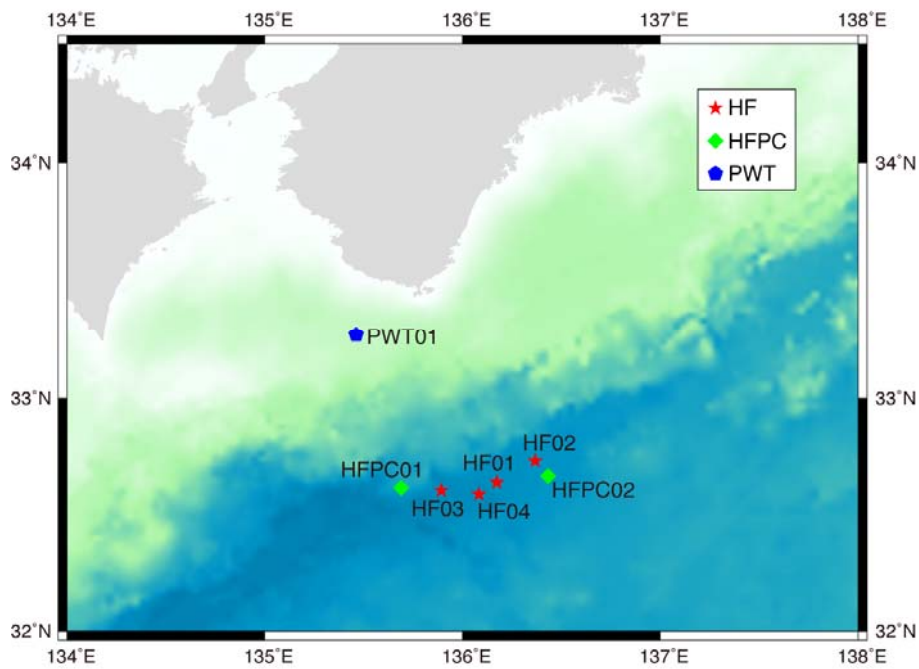 134˚E 135˚E 136˚E 137˚E 138˚E
HF
HFPC
PWT
34˚N 34˚N
PWT01
33˚N 33˚N
HF02
HFPC01 HF01
HFPC02
HF03 HF04
32˚N 32˚N
134˚E 135˚E 136˚E 137˚E 138˚E